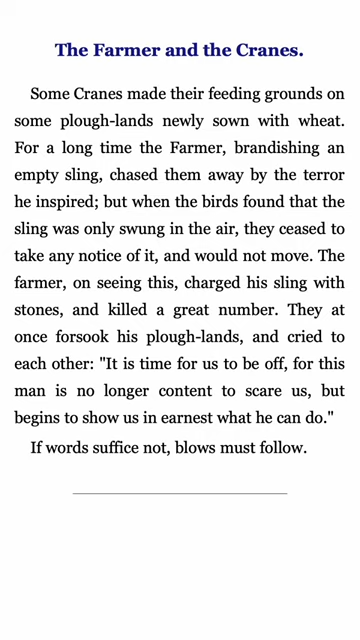 The Farmer and the Cranes.
Some Cranes made their feeding grounds on
some plough-lands newly sown with wheat.
For a long time the Farmer, brandishing an
empty sling, chased them away by the terror
he inspired; but when the birds found that the
sling was only swung in the air, they ceased to
take any notice of it, and would not move. The
farmer, on seeing this, charged his sling with
stones, and killed a great number. They at
once forsook his plough-lands, and cried to
each other: "It is time for us to be off, for this
man is no longer content to scare us, but
begins to show us in earnest what he can do."
If words suffice not, blows must follow.